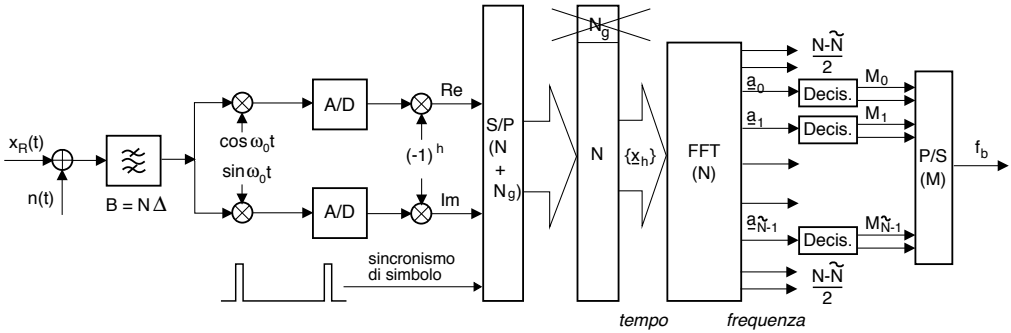 x_R(t)
n(t)
B = N Δ
cos ω₀t
sin ω₀t
A/D
A/D
(-1)^h
Re
Im
sincronismo
di simbolo
S/P
(N
+
N_g)
N_g
N
{x_h}
tempo
FFT
(N)
frequenza
N-Ñ
2
a_0
Decis.
M_0
a_1
Decis.
M_1
a_Ñ-1
Decis.
M_Ñ-1
N-Ñ
2
P/S
(M)
f_b